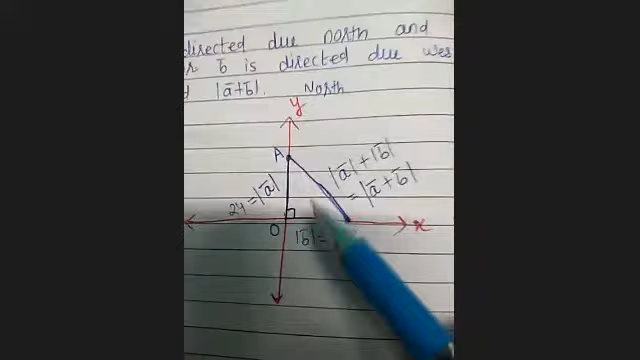 directed due north and
b̄ is directed due wes
|ā+b̄|. North
y
A
|ā|+|b̄|
= |ā+b̄|
24=|ā|
O
x
|b̄|=